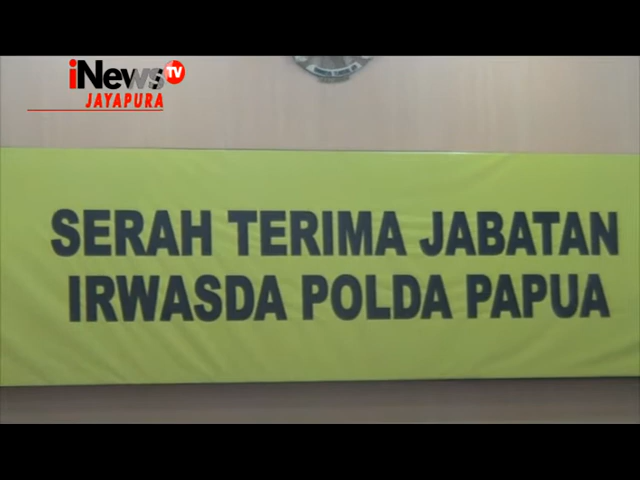 iNews TV
JAYAPURA
SERAH TERIMA JABATAN
IRWASDA POLDA PAPUA